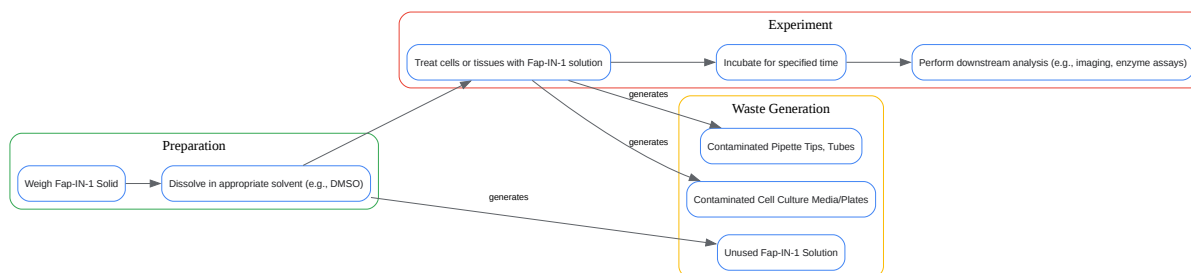 Experiment
Treat cells or tissues with Fap-IN-1 solution
Incubate for specified time
Perform downstream analysis (e.g., imaging, enzyme assays)
generates
Waste Generation
Contaminated Pipette Tips, Tubes
generates
Preparation
Weigh Fap-IN-1 Solid
Dissolve in appropriate solvent (e.g., DMSO)
generates
Contaminated Cell Culture Media/Plates
Unused Fap-IN-1 Solution